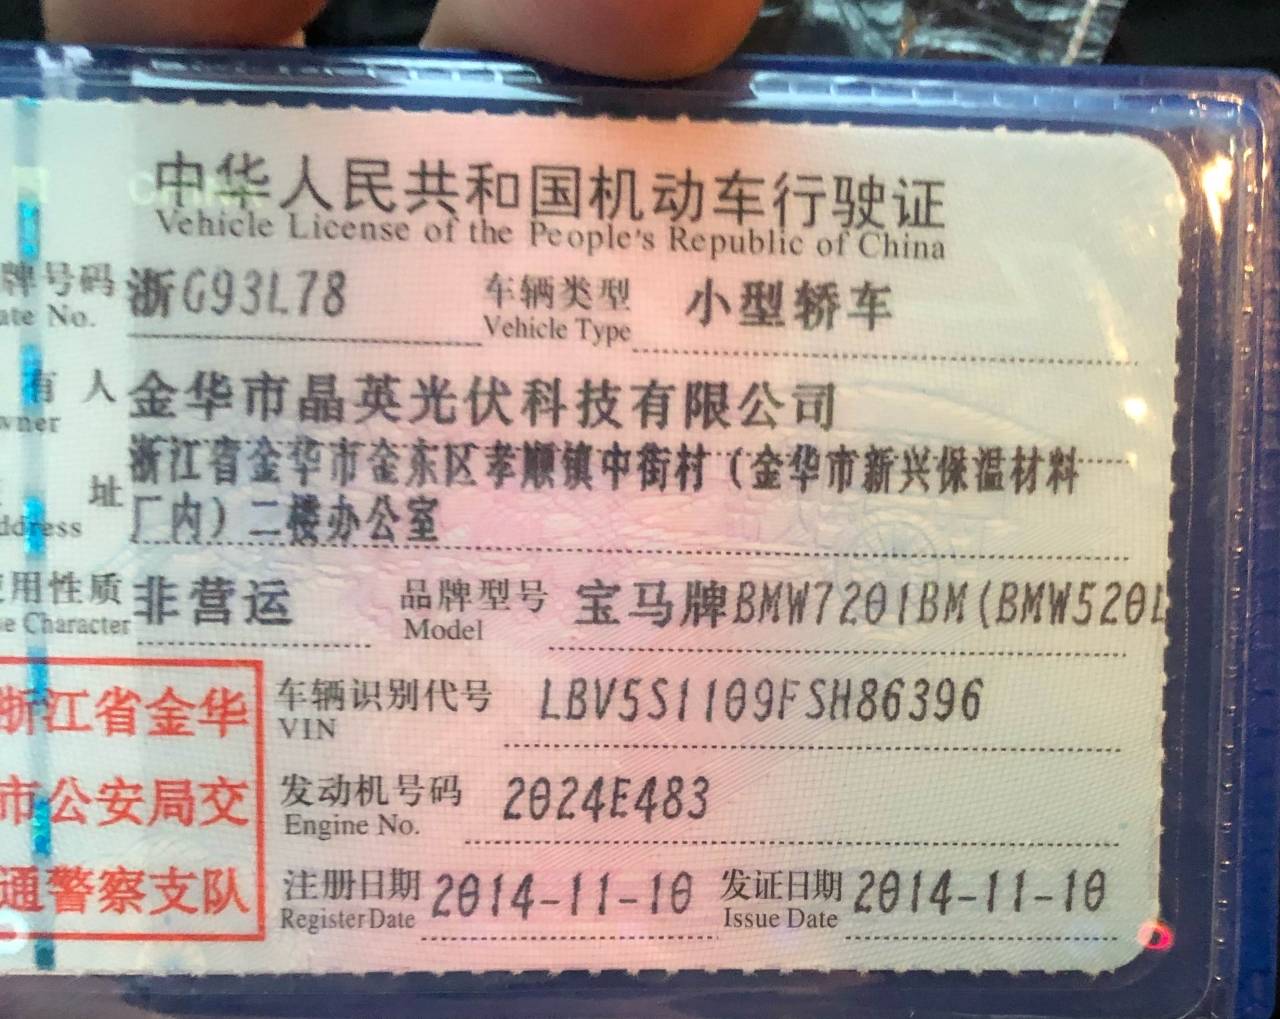 中华人民共和国机动车行驶证
Vehicle License of the People's Republic of China
牌号码 浙G93L78 车辆类型 小型轿车
ate No. Vehicle Type
有 人 金华市晶英光伏科技有限公司
wner
浙江省金华市金东区孝顺镇中街村（金华市新兴保温材料
址 厂内）二楼办公室
ddress
使用性质 非营运 品牌型号 宝马牌BMW7201BM(BMW520L
se Character Model
浙江省金华
市公安局交
通警察支队
车辆识别代号 LBV5S1109FSH86396
VIN
发动机号码 2024E483
Engine No.
注册日期 2014-11-10 发证日期 2014-11-10
Register Date Issue Date